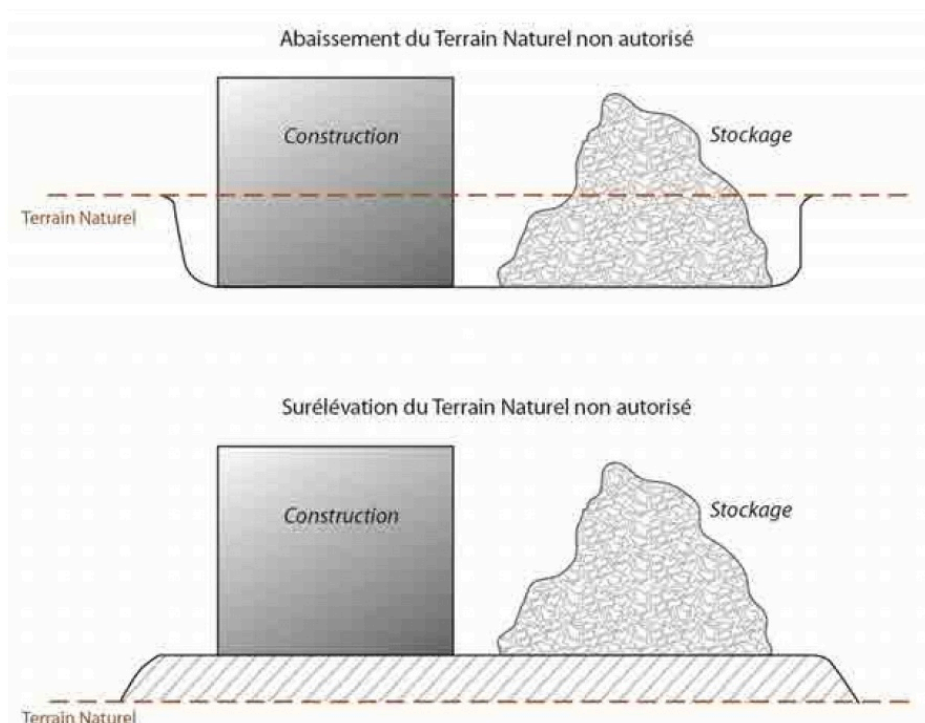 Abaissement du Terrain Naturel non autorisé
Construction
Stockage
Terrain Naturel
Surélévation du Terrain Naturel non autorisé
Construction
Stockage
Terrain Naturel